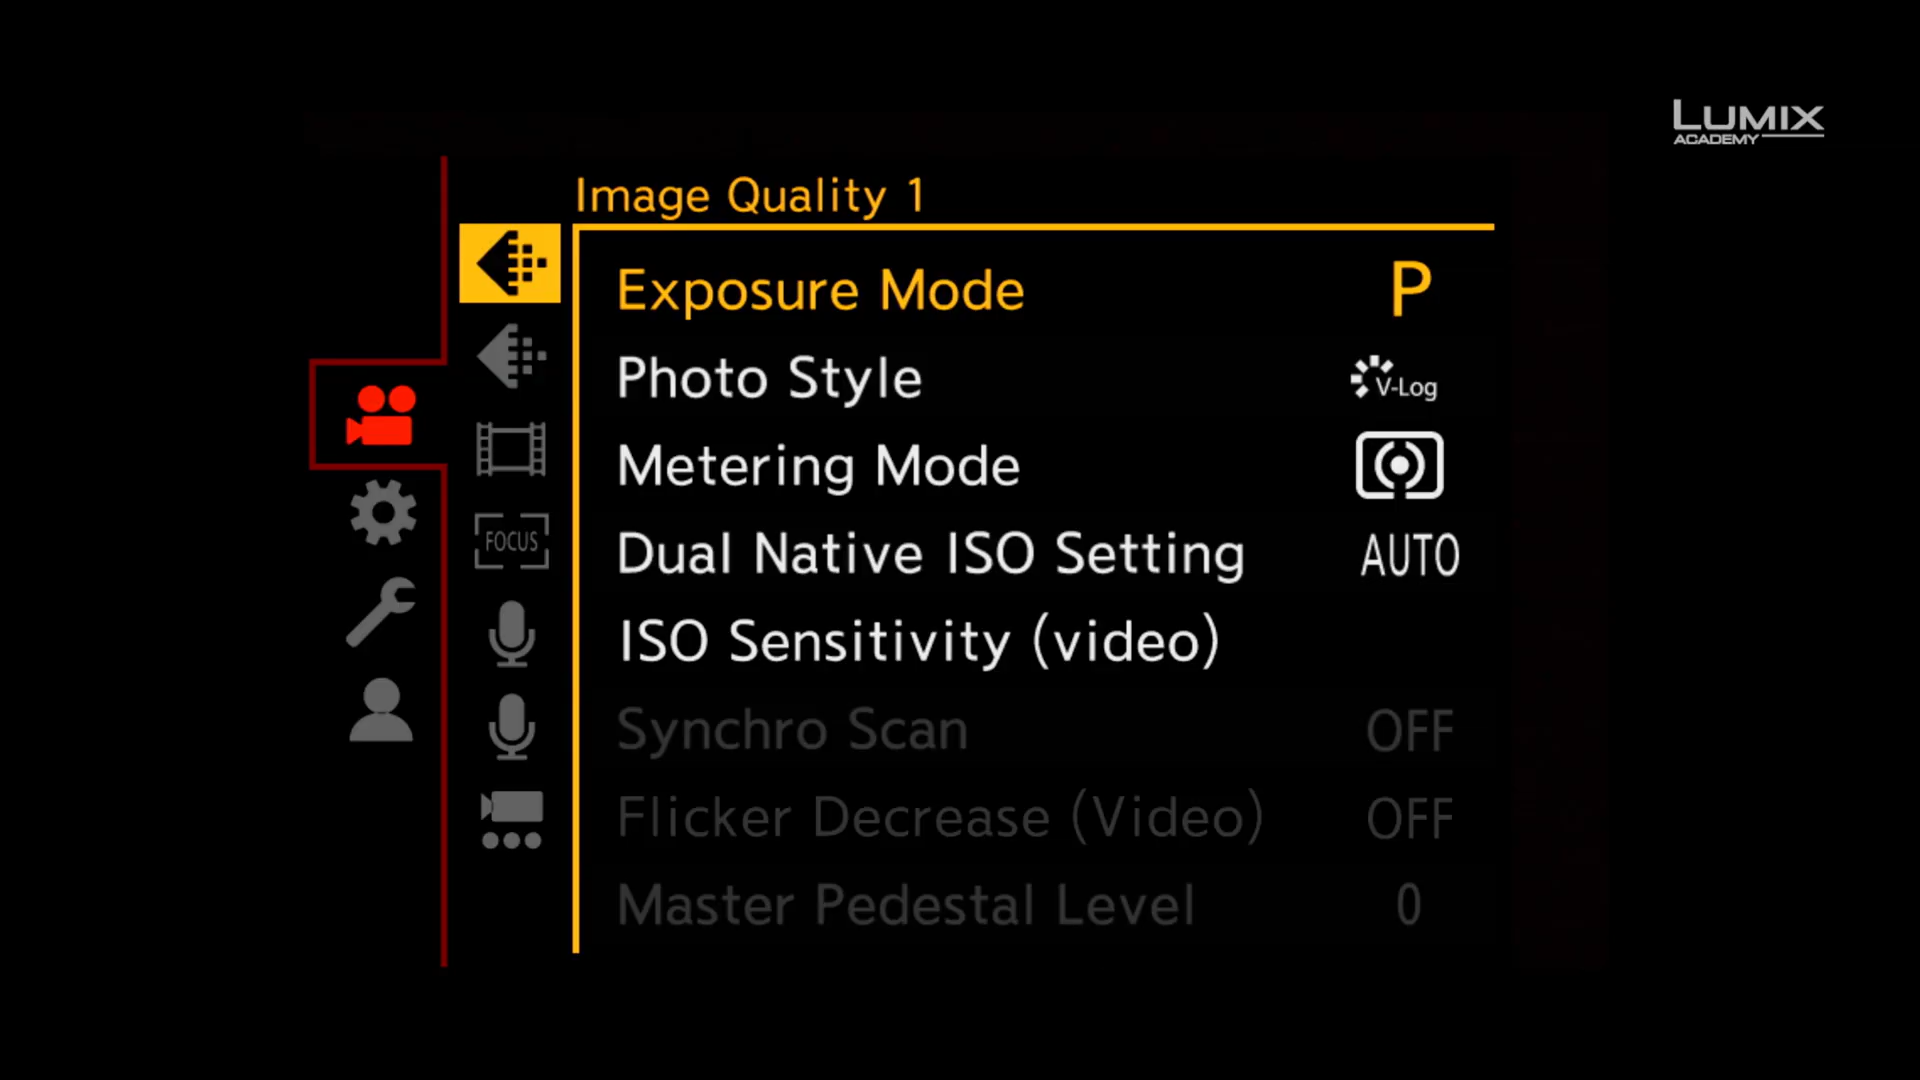 LUMIX
ACADEMY
Image Quality 1
Exposure Mode P
Photo Style V-Log
Metering Mode
FOCUS
Dual Native ISO Setting AUTO
ISO Sensitivity (video)
Synchro Scan OFF
Flicker Decrease (Video) OFF
Master Pedestal Level 0